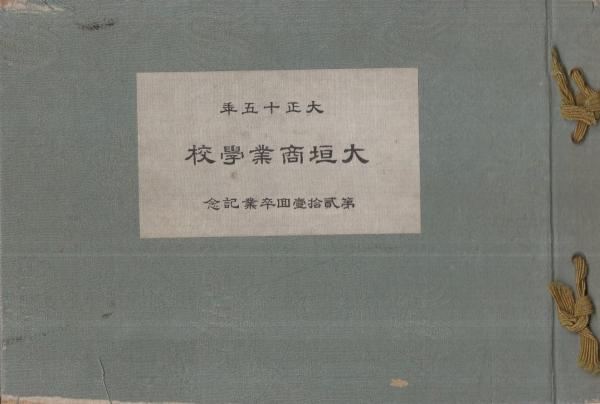 大正十五年
大垣商業學校
第貳拾壹回卒業記念